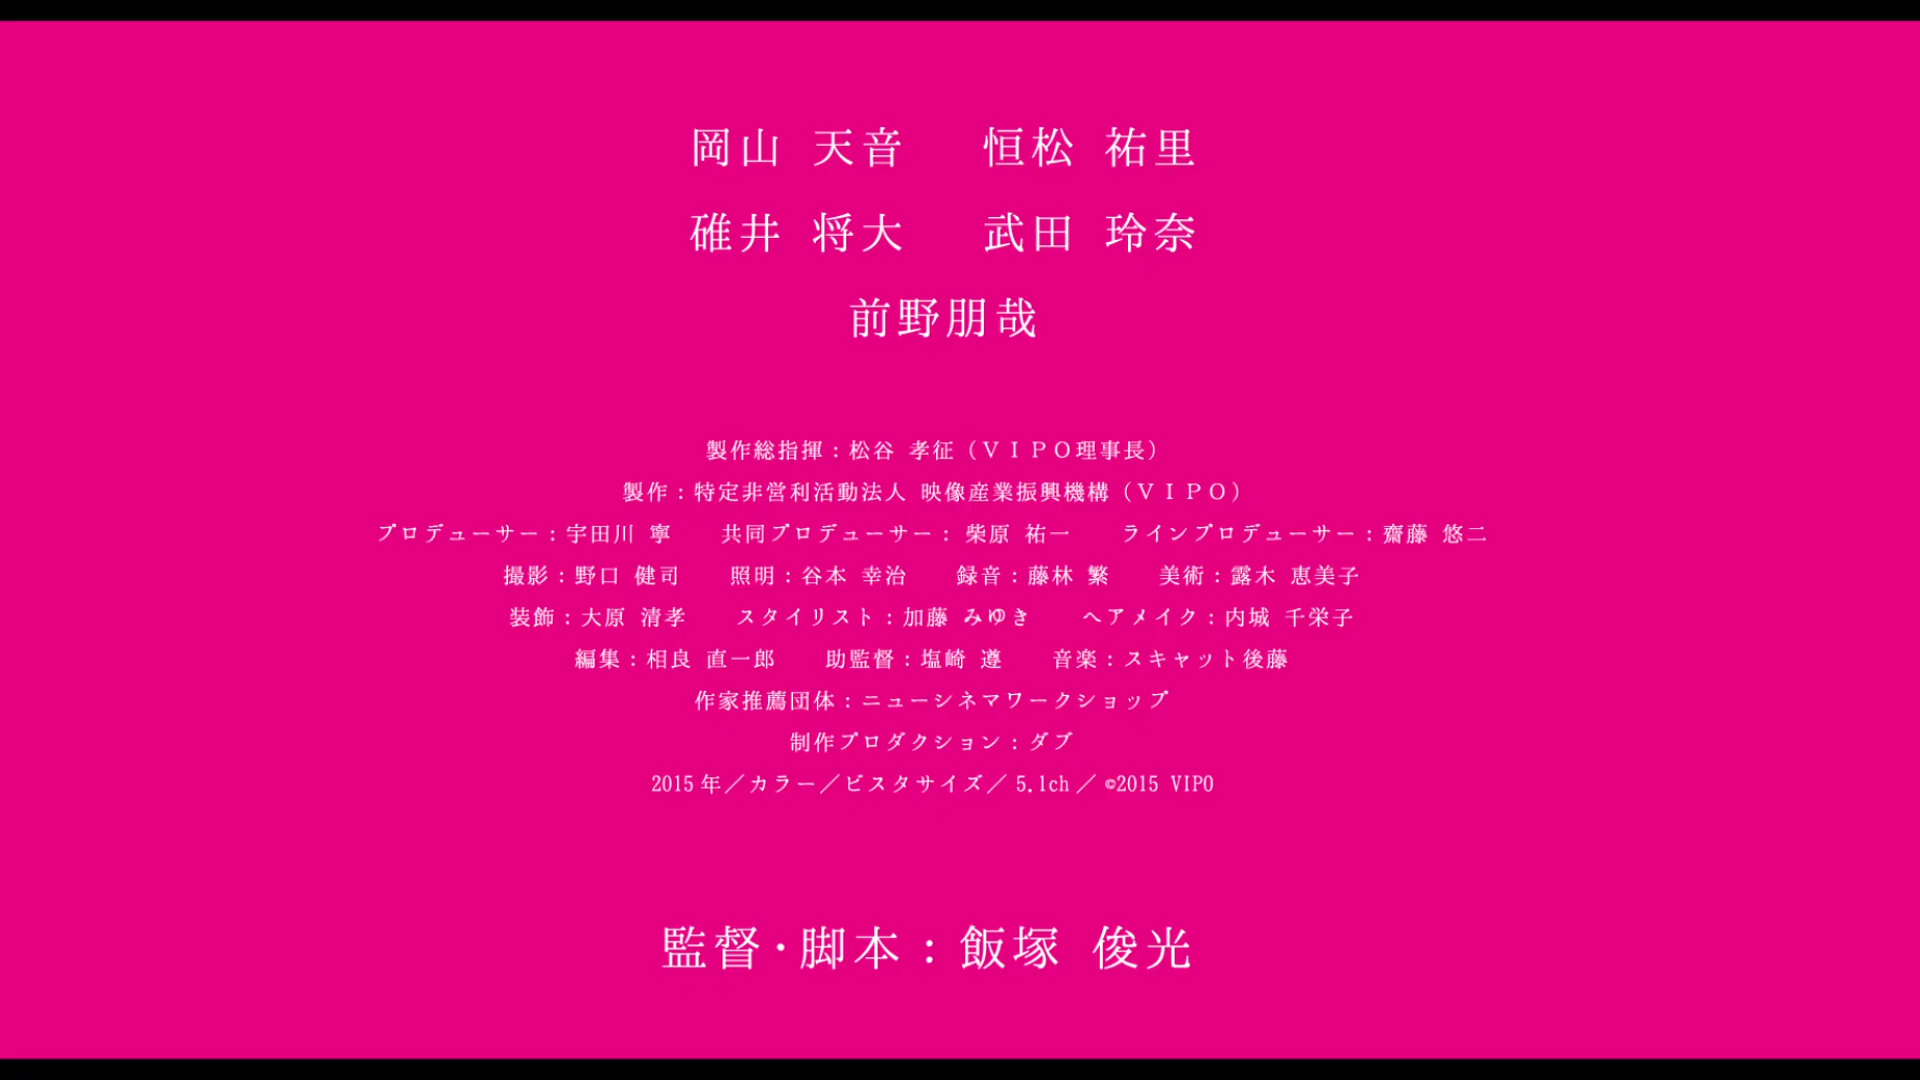 岡山 天音　恒松 祐里
碓井 将大　武田 玲奈
前野朋哉
製作総指揮：松谷 孝征（ＶＩＰＯ理事長）
製作：特定非営利活動法人 映像産業振興機構（ＶＩＰＯ）
プロデューサー：宇田川 寧　共同プロデューサー： 柴原 祐一　ラインプロデューサー：齋藤 悠二
撮影：野口 健司　照明：谷本 幸治　録音：藤林 繁　美術：露木 恵美子
装飾：大原 清孝　スタイリスト：加藤 みゆき　ヘアメイク：内城 千栄子
編集：相良 直一郎　助監督：塩崎 遵　音楽：スキャット後藤
作家推薦団体：ニューシネマワークショップ
制作プロダクション：ダブ
2015年／カラー／ビスタサイズ／5.1ch／©2015 VIPO
監督・脚本：飯塚 俊光